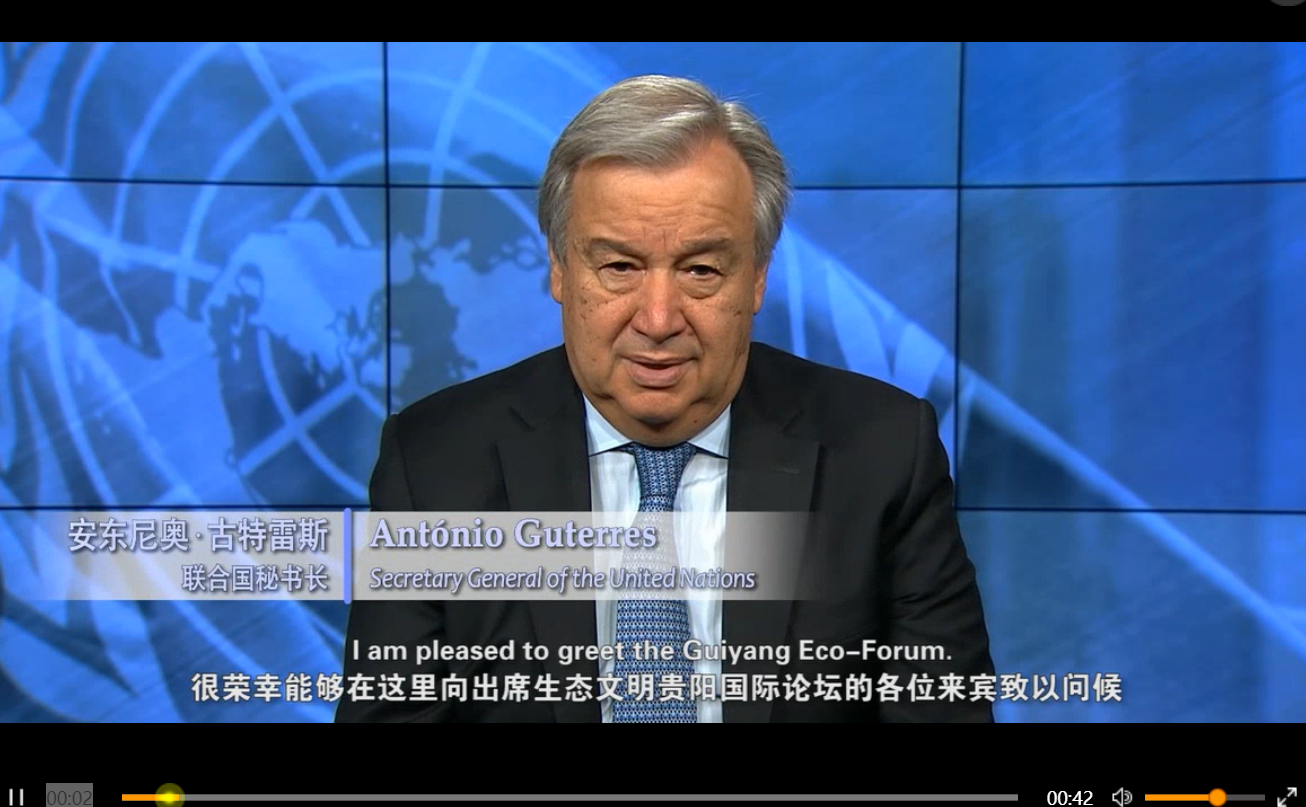 安东尼奥·古特雷斯
联合国秘书长
António Guterres
Secretary General of the United Nations
I am pleased to greet the Guiyang Eco-Forum.
很荣幸能够在这里向出席生态文明贵阳国际论坛的各位来宾致以问候
00:02
00:42